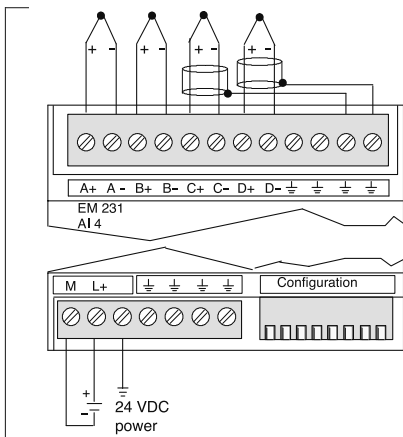 + - + - + - + -
A+ A - B+ B- C+ C- D+ D-
EM 231
AI 4
M L+ Configuration
+
-
24 VDC
power